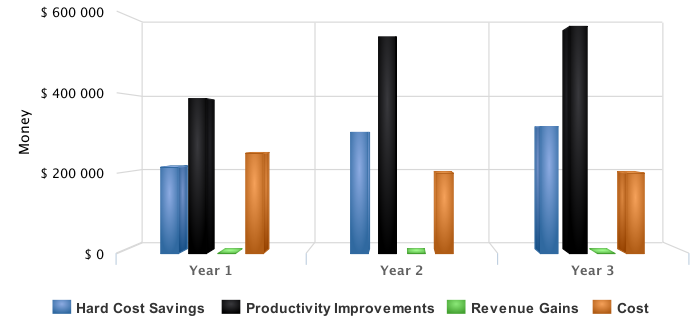 $ 600 000
$ 400 000
$ 200 000
$ 0
Money
Year 1 Year 2 Year 3
Hard Cost Savings Productivity Improvements Revenue Gains Cost